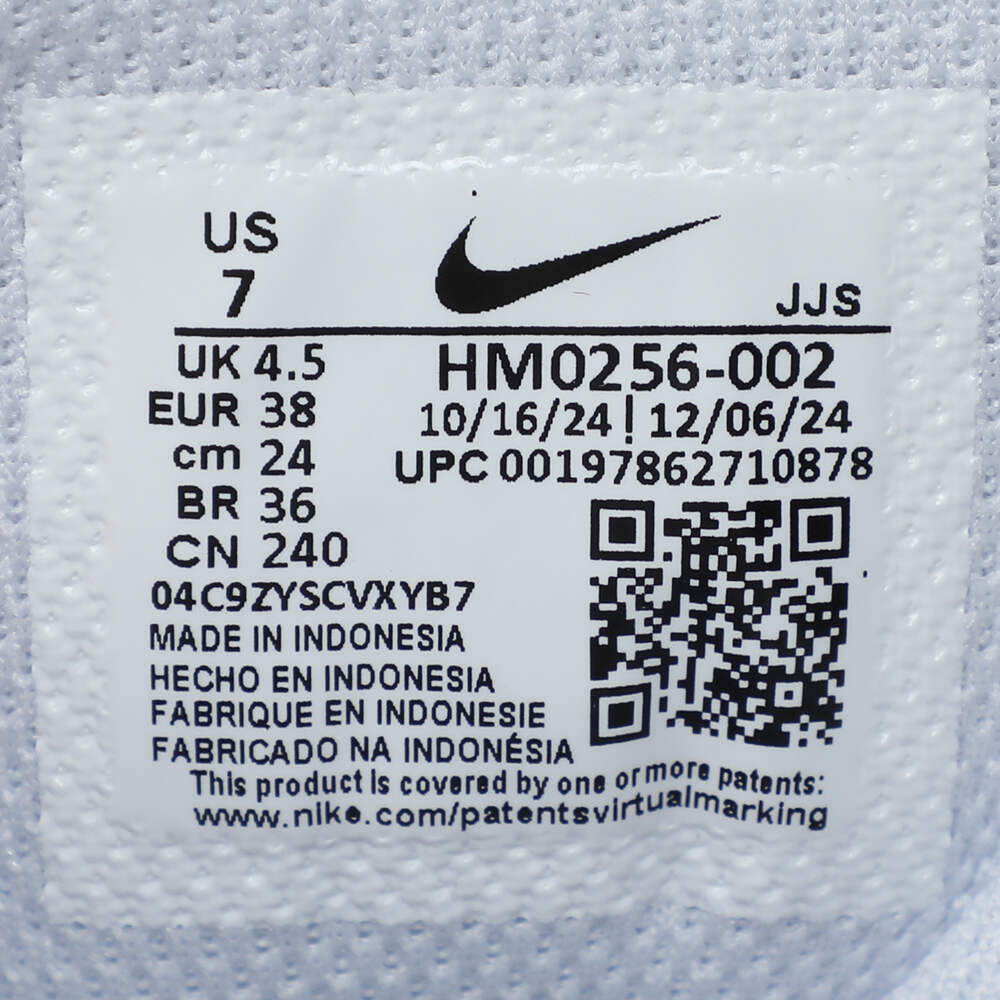 US
7
JJS
UK 4.5
EUR 38
cm 24
BR 36
CN 240
HM0256-002
10/16/24 | 12/06/24
UPC 00197862710878
04C9ZYSCVXYB7
MADE IN INDONESIA
HECHO EN INDONESIA
FABRIQUE EN INDONESIE
FABRICADO NA INDONÉSIA
This product is covered by one or more patents:
www.nike.com/patentsvirtualmarking